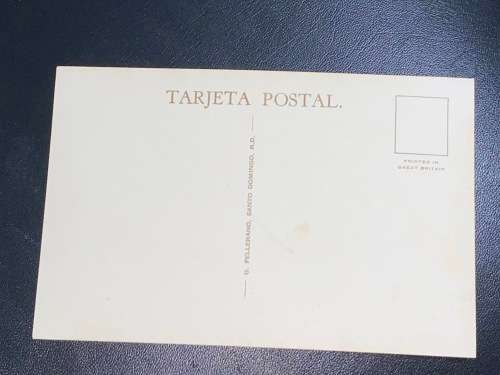 TARJETA POSTAL.
PRINTED IN
GREAT BRITAIN
D. PELLERANO, SANTO DOMINGO, R.D.